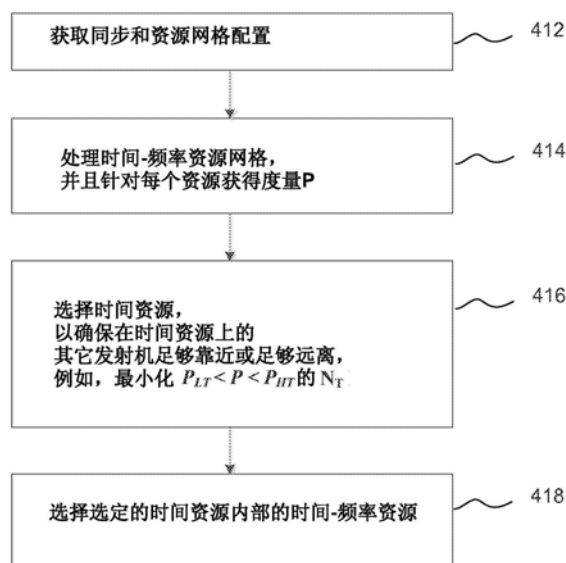 获取同步和资源网格配置
412
处理时间-频率资源网格，
并且针对每个资源获得度量P
414
选择时间资源，
以确保在时间资源上的
其它发射机足够靠近或足够远离，
例如，最小化 P_LT < P < P_HT 的 N_T
416
选择选定的时间资源内部的时间-频率资源
418